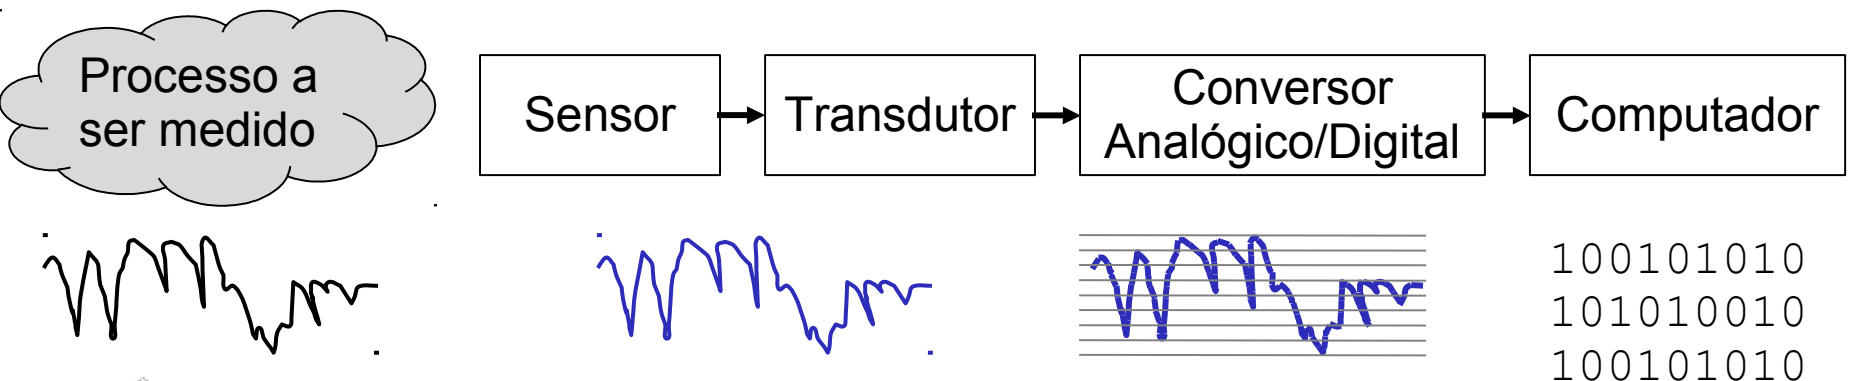 Processo a
ser medido
Sensor
Transdutor
Conversor
Analógico/Digital
Computador
100101010
101010010
100101010